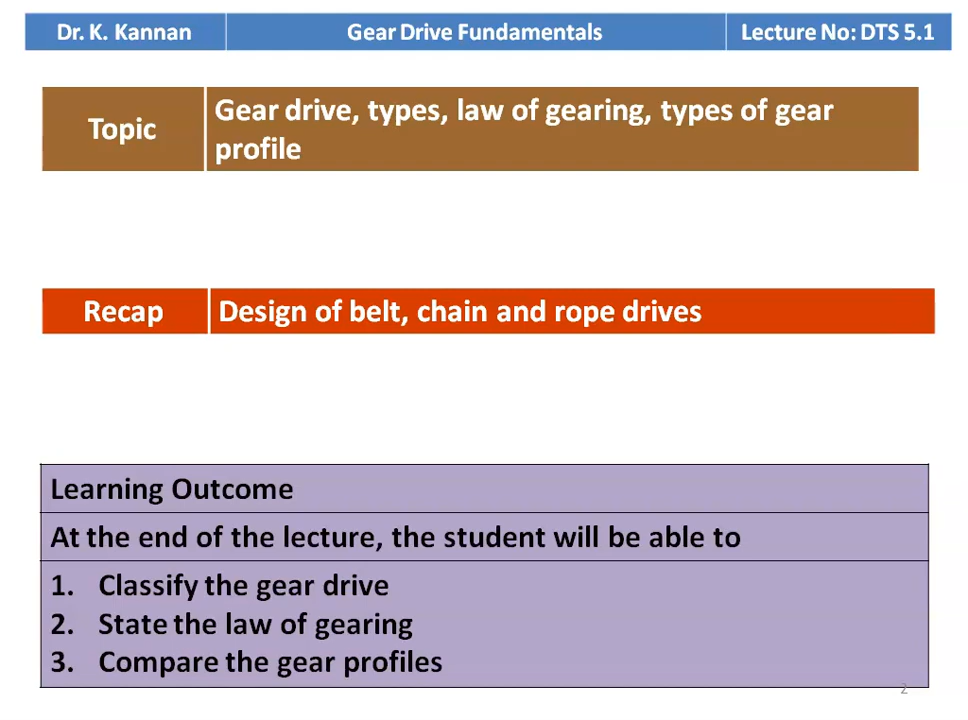 Dr. K. Kannan Gear Drive Fundamentals Lecture No: DTS 5.1
Topic
Gear drive, types, law of gearing, types of gear
profile
Recap Design of belt, chain and rope drives
Learning Outcome
At the end of the lecture, the student will be able to
1. Classify the gear drive
2. State the law of gearing
3. Compare the gear profiles
2